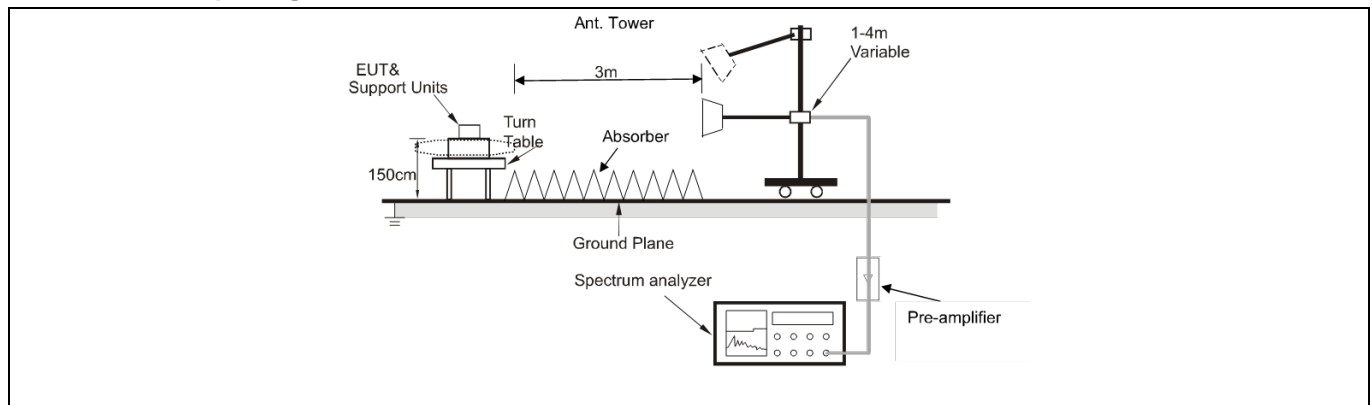 Ant. Tower
1-4m
Variable
3m
EUT&
Support Units
Turn
Table
Absorber
150cm
Ground Plane
Spectrum analyzer
Pre-amplifier